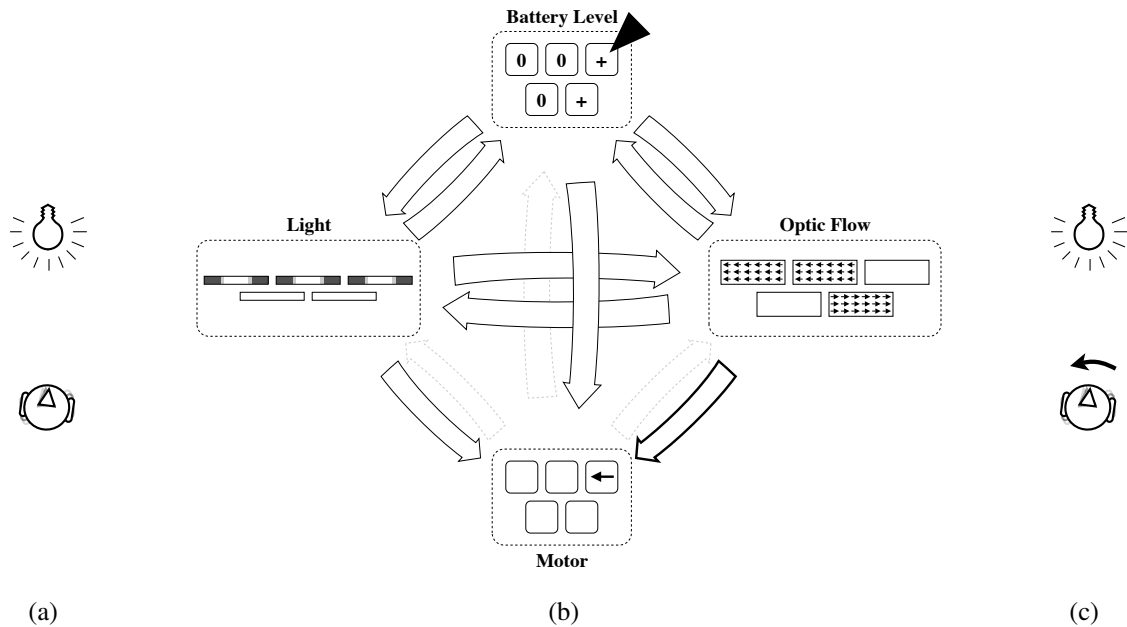 Battery Level
0 0 +
0 +
Light
Optic Flow
Motor
(a)
(b)
(c)